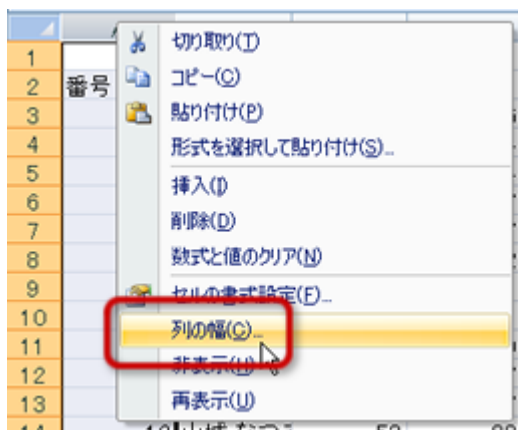 1
切り取り(T)
2
番号
コピー(C)
3
貼り付け(P)
4
形式を選択して貼り付け(S)...
5
挿入(I)
6
7
削除(D)
8
数式と値のクリア(N)
9
セルの書式設定(F)...
10
列の幅(C)...
11
12
非表示(H)
13
再表示(U)